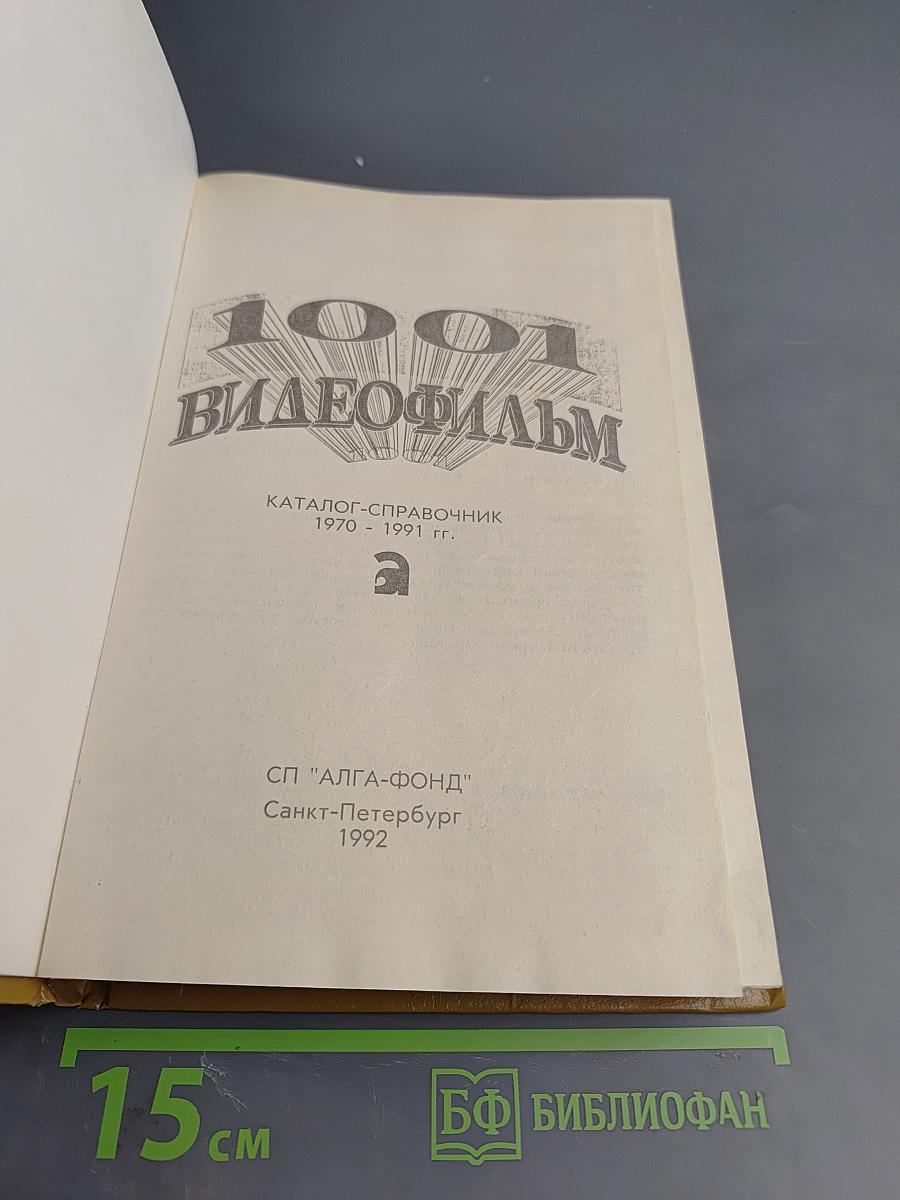 1001
ВИДЕОФИЛЬМ
КАТАЛОГ-СПРАВОЧНИК
1970 - 1991 гг.
а
СП "АЛГА-ФОНД"
Санкт-Петербург
1992
15 см
БФ БИБЛИОФАН